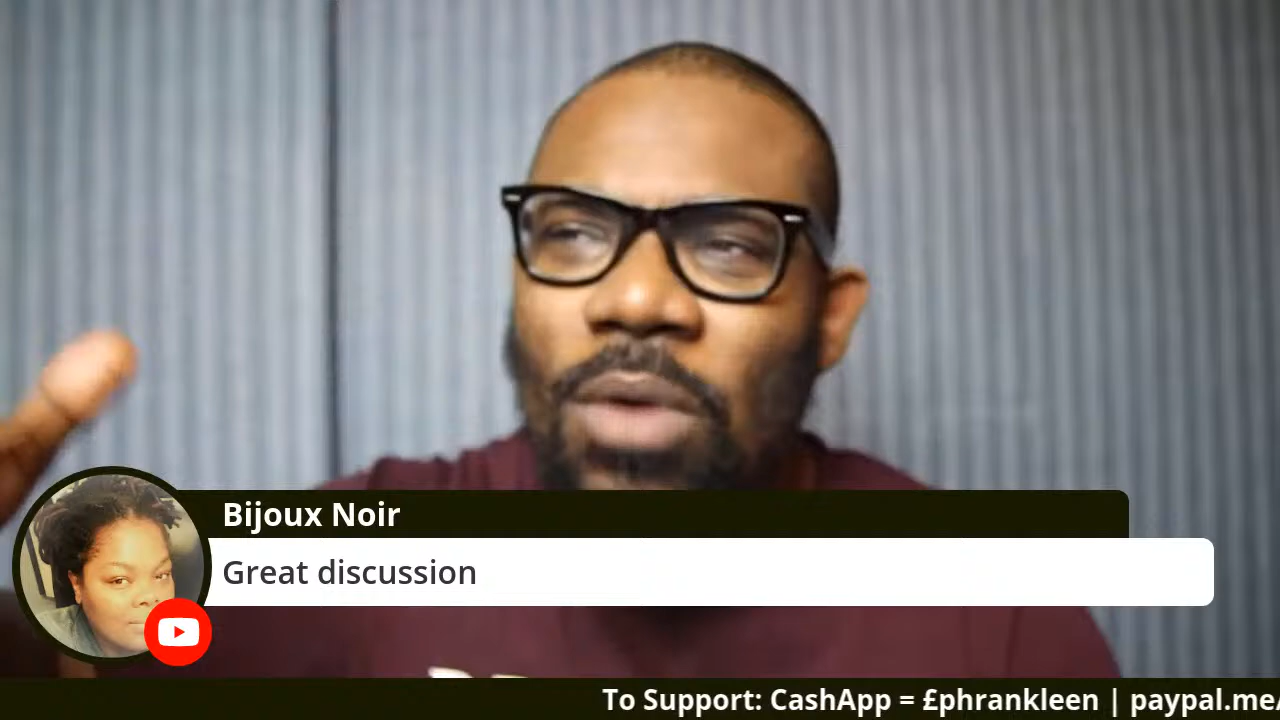 Bijoux Noir
Great discussion
To Support: CashApp = £phrankleen | paypal.me/